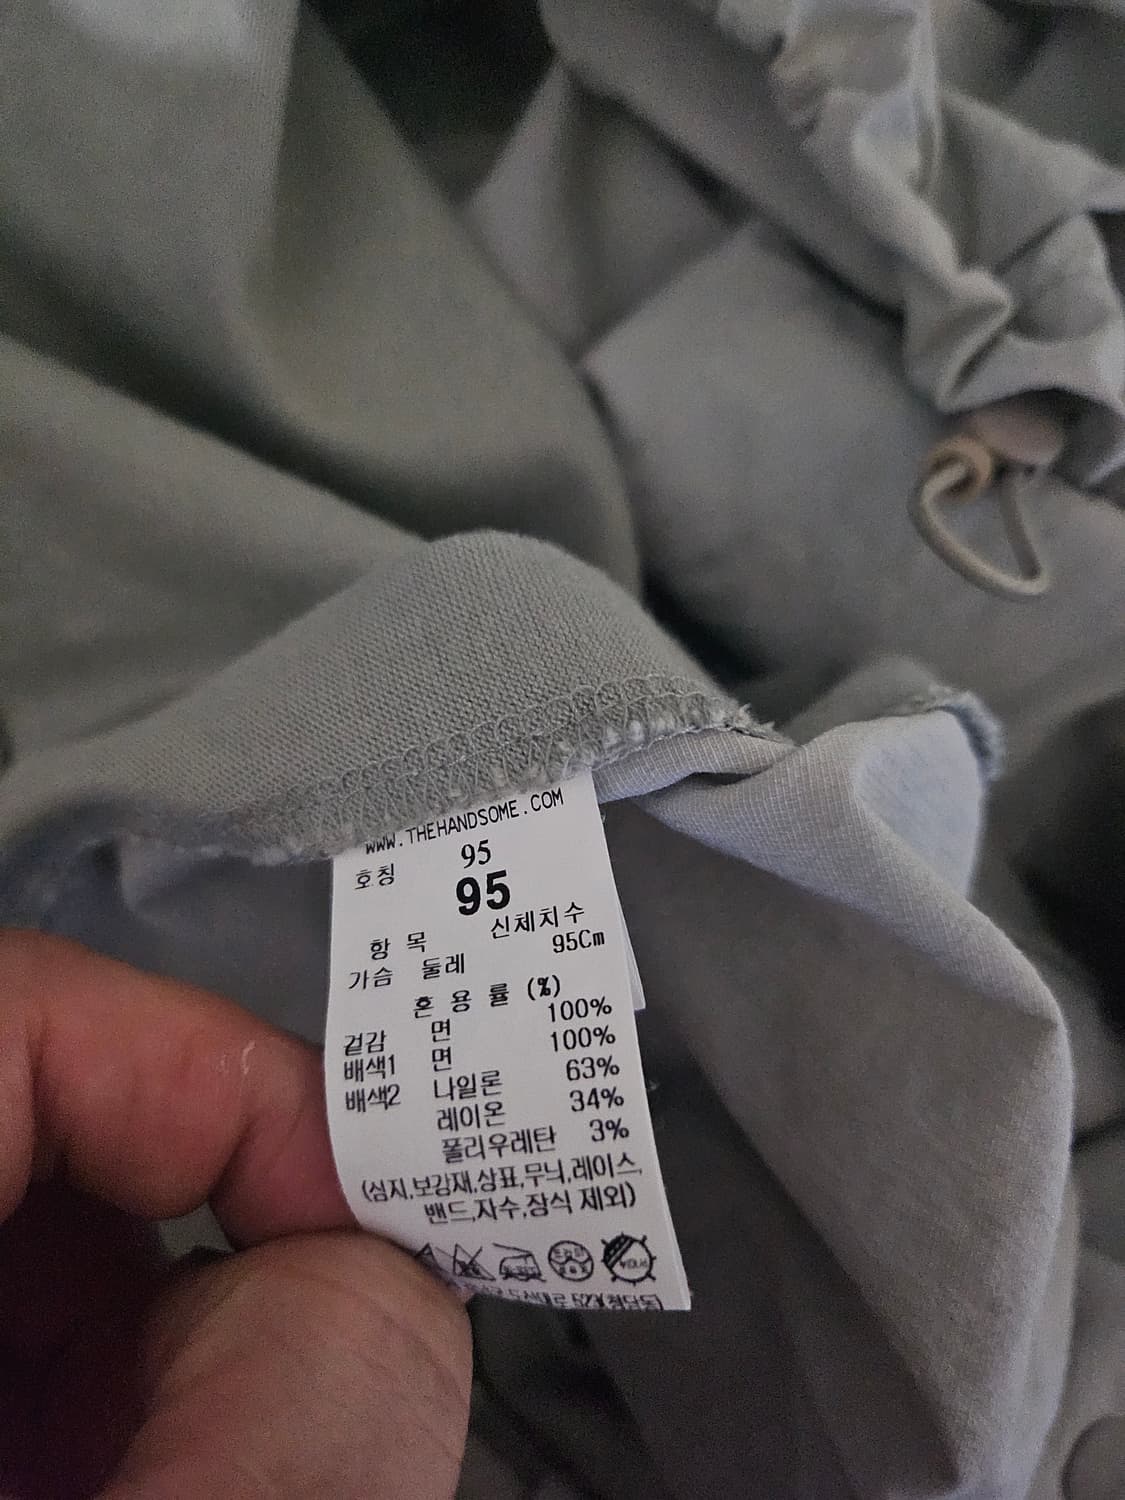 WWW.THEHANDSOME.COM
호칭 95
95
항 목 신체치수
가슴 둘레 95Cm
혼 용 률 (%)
겉감 면 100%
배색1 면 100%
배색2 나일론 63%
레이온 34%
폴리우레탄 3%
(심지,보강재,상표,무늬,레이스,
밴드,자수,장식 제외)